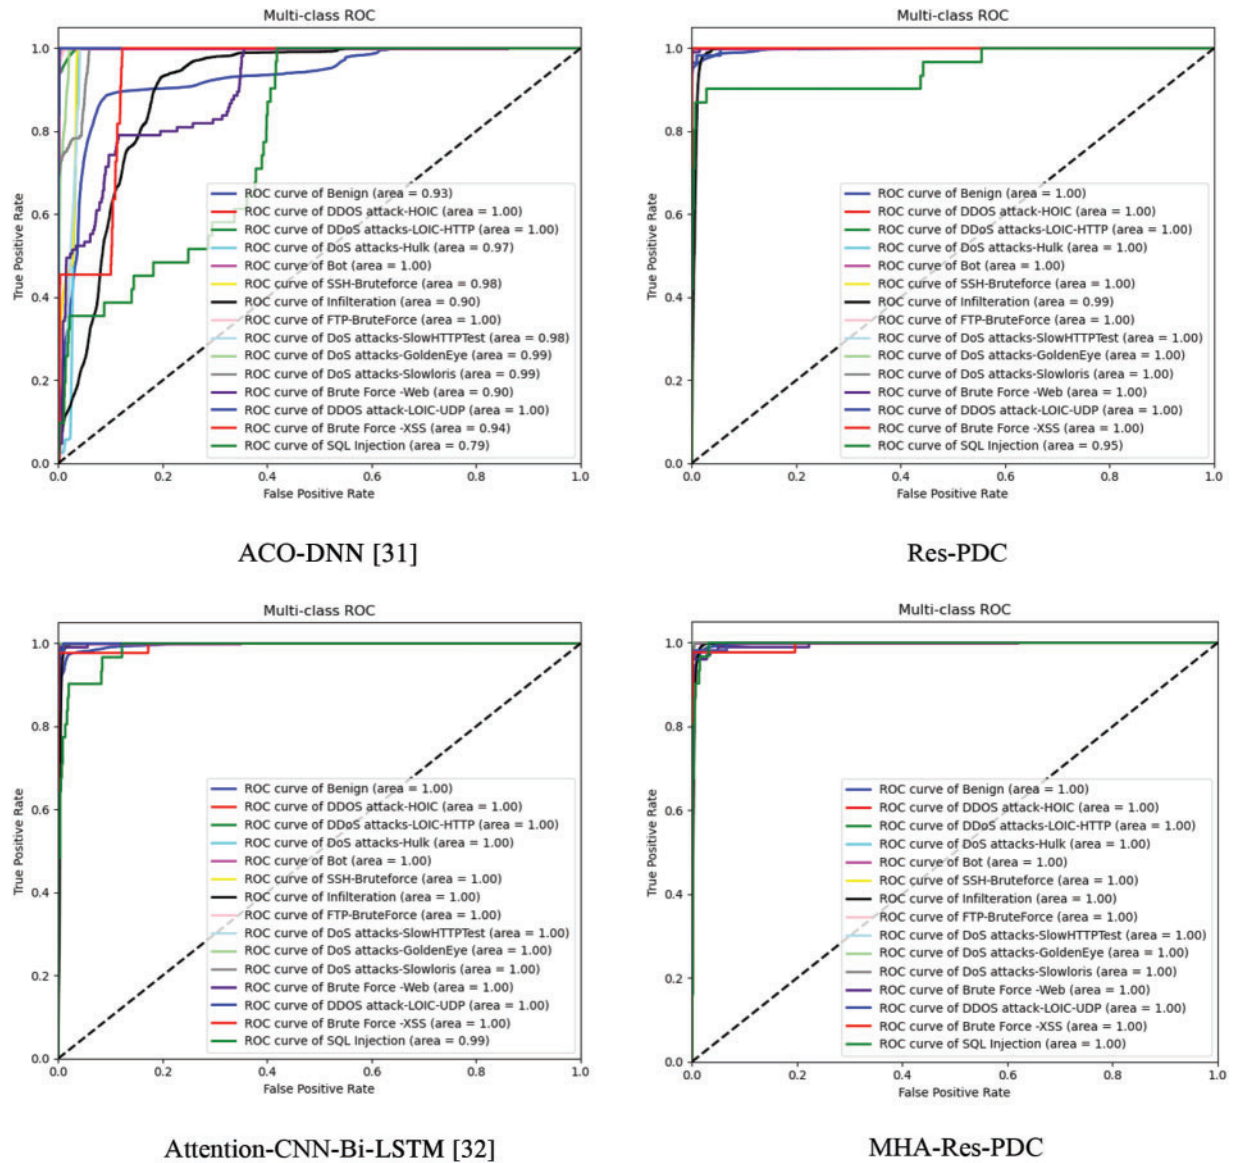 Multi-class ROC
True Positive Rate
1.0
0.8
0.6
0.4
0.2
0.0
ROC curve of Benign (area = 0.93)
ROC curve of DDOS attack-HOIC (area = 1.00)
ROC curve of DDoS attacks-LOIC-HTTP (area = 1.00)
ROC curve of DoS attacks-Hulk (area = 0.97)
ROC curve of Bot (area = 1.00)
ROC curve of SSH-Bruteforce (area = 0.98)
ROC curve of Infilteration (area = 0.90)
ROC curve of FTP-BruteForce (area = 1.00)
ROC curve of DoS attacks-SlowHTTPTest (area = 0.98)
ROC curve of DoS attacks-GoldenEye (area = 0.99)
ROC curve of DoS attacks-Slowloris (area = 0.99)
ROC curve of Brute Force -Web (area = 0.90)
ROC curve of DDOS attack-LOIC-UDP (area = 1.00)
ROC curve of Brute Force -XSS (area = 0.94)
ROC curve of SQL Injection (area = 0.79)
0.0 0.2 0.4 0.6 0.8 1.0
False Positive Rate
ACO-DNN [31]
Multi-class ROC
True Positive Rate
1.0
0.8
0.6
0.4
0.2
0.0
ROC curve of Benign (area = 1.00)
ROC curve of DDOS attack-HOIC (area = 1.00)
ROC curve of DDoS attacks-LOIC-HTTP (area = 1.00)
ROC curve of DoS attacks-Hulk (area = 1.00)
ROC curve of Bot (area = 1.00)
ROC curve of SSH-Bruteforce (area = 1.00)
ROC curve of Infilteration (area = 0.99)
ROC curve of FTP-BruteForce (area = 1.00)
ROC curve of DoS attacks-SlowHTTPTest (area = 1.00)
ROC curve of DoS attacks-GoldenEye (area = 1.00)
ROC curve of DoS attacks-Slowloris (area = 1.00)
ROC curve of Brute Force -Web (area = 1.00)
ROC curve of DDOS attack-LOIC-UDP (area = 1.00)
ROC curve of Brute Force -XSS (area = 1.00)
ROC curve of SQL Injection (area = 0.95)
0.0 0.2 0.4 0.6 0.8 1.0
False Positive Rate
Res-PDC
Multi-class ROC
True Positive Rate
1.0
0.8
0.6
0.4
0.2
0.0
ROC curve of Benign (area = 1.00)
ROC curve of DDOS attack-HOIC (area = 1.00)
ROC curve of DDoS attacks-LOIC-HTTP (area = 1.00)
ROC curve of DoS attacks-Hulk (area = 1.00)
ROC curve of Bot (area = 1.00)
ROC curve of SSH-Bruteforce (area = 1.00)
ROC curve of Infilteration (area = 1.00)
ROC curve of FTP-BruteForce (area = 1.00)
ROC curve of DoS attacks-SlowHTTPTest (area = 1.00)
ROC curve of DoS attacks-GoldenEye (area = 1.00)
ROC curve of DoS attacks-Slowloris (area = 1.00)
ROC curve of Brute Force -Web (area = 1.00)
ROC curve of DDOS attack-LOIC-UDP (area = 1.00)
ROC curve of Brute Force -XSS (area = 1.00)
ROC curve of SQL Injection (area = 0.99)
0.0 0.2 0.4 0.6 0.8 1.0
False Positive Rate
Attention-CNN-Bi-LSTM [32]
Multi-class ROC
True Positive Rate
1.0
0.8
0.6
0.4
0.2
0.0
ROC curve of Benign (area = 1.00)
ROC curve of DDOS attack-HOIC (area = 1.00)
ROC curve of DDoS attacks-LOIC-HTTP (area = 1.00)
ROC curve of DoS attacks-Hulk (area = 1.00)
ROC curve of Bot (area = 1.00)
ROC curve of SSH-Bruteforce (area = 1.00)
ROC curve of Infilteration (area = 1.00)
ROC curve of FTP-BruteForce (area = 1.00)
ROC curve of DoS attacks-SlowHTTPTest (area = 1.00)
ROC curve of DoS attacks-GoldenEye (area = 1.00)
ROC curve of DoS attacks-Slowloris (area = 1.00)
ROC curve of Brute Force -Web (area = 1.00)
ROC curve of DDOS attack-LOIC-UDP (area = 1.00)
ROC curve of Brute Force -XSS (area = 1.00)
ROC curve of SQL Injection (area = 1.00)
0.0 0.2 0.4 0.6 0.8 1.0
False Positive Rate
MHA-Res-PDC